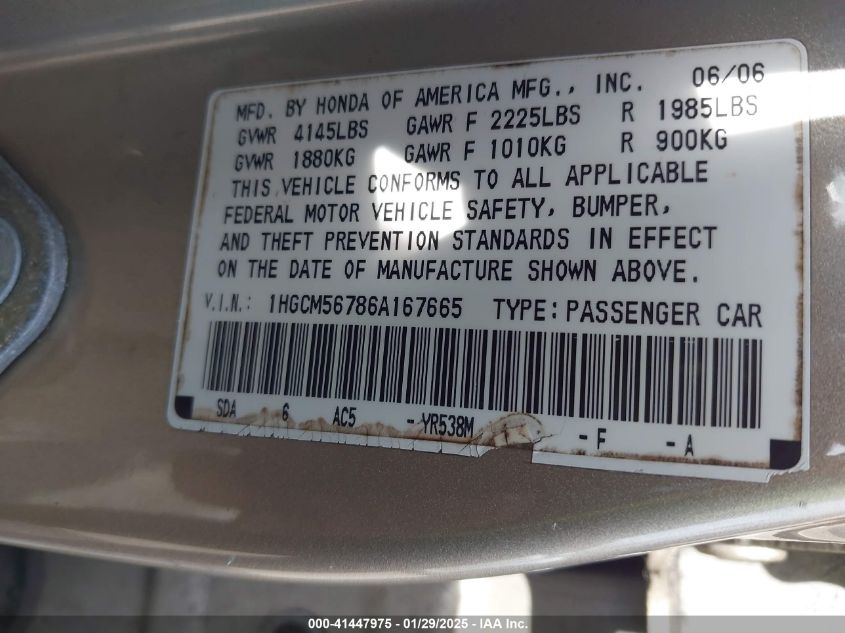 MFD. BY HONDA OF AMERICA MFG., INC. 06/06
GVWR 4145LBS GAWR F 2225LBS R 1985LBS
GVWR 1880KG GAWR F 1010KG R 900KG
THIS VEHICLE CONFORMS TO ALL APPLICABLE
FEDERAL MOTOR VEHICLE SAFETY, BUMPER,
AND THEFT PREVENTION STANDARDS IN EFFECT
ON THE DATE OF MANUFACTURE SHOWN ABOVE.
V.I.N.: 1HGCM56786A167665 TYPE: PASSENGER CAR
SDA 6 AC5 - YR538M - F - A
000-41447975 | 01/29/2025 | IAA Inc.